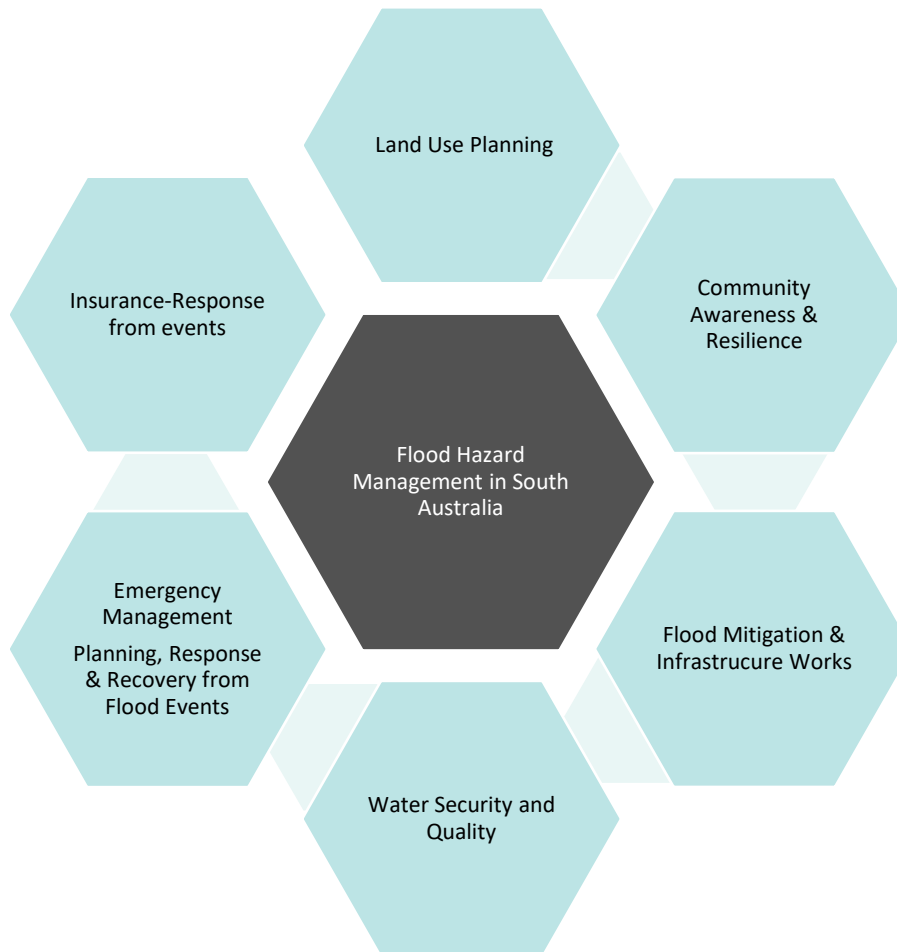 Land Use Planning
Community
Awareness &
Resilience
Flood Mitigation &
Infrastrucure Works
Water Security and
Quality
Emergency
Management
Planning, Response
& Recovery from
Flood Events
Insurance-Response
from events
Flood Hazard
Management in South
Australia